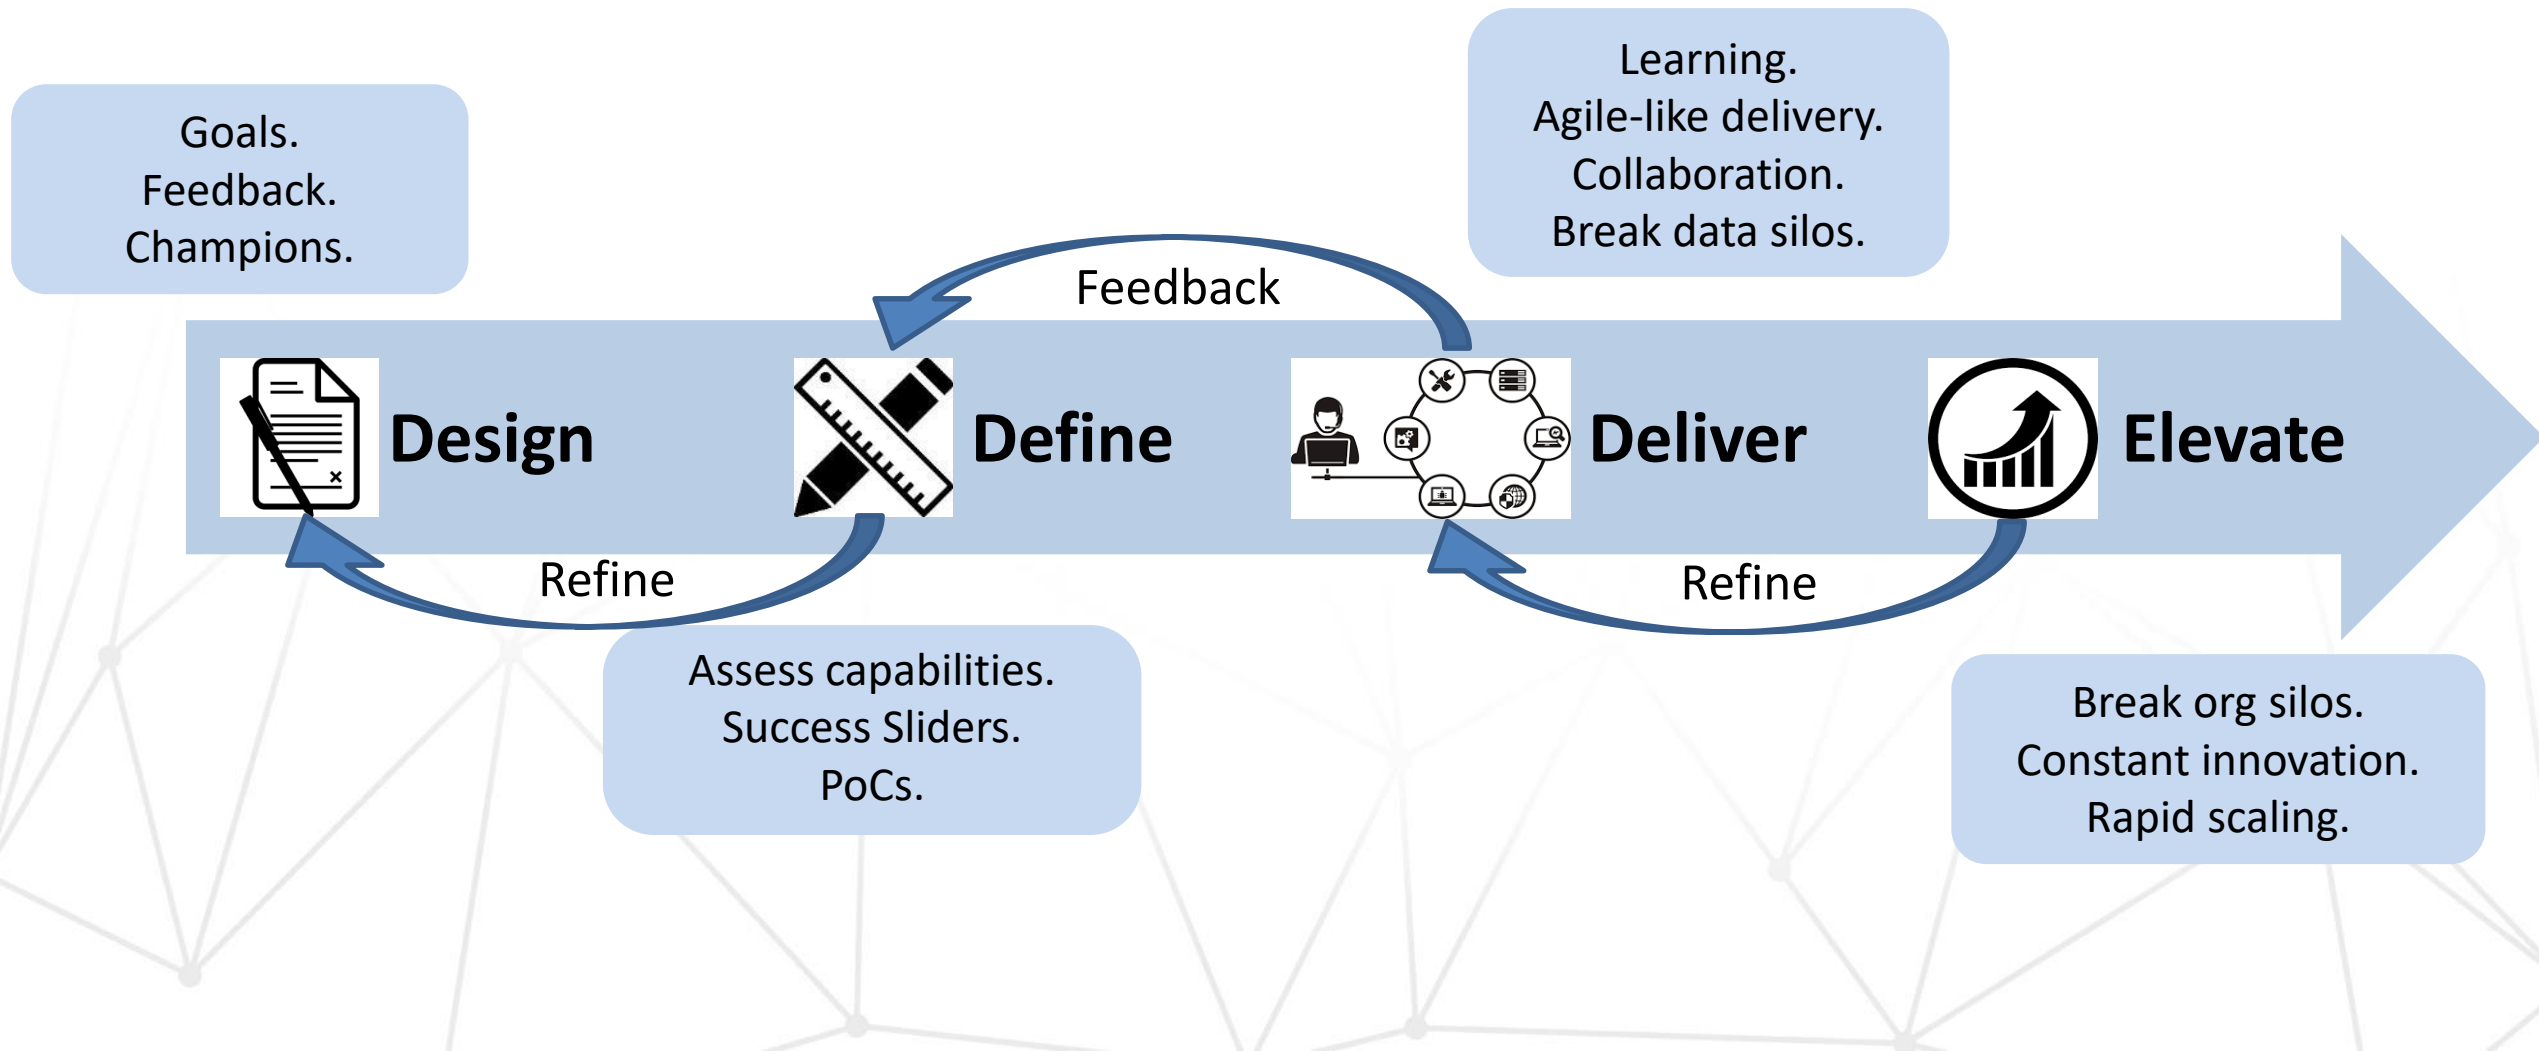 Goals.
Feedback.
Champions.
Learning.
Agile-like delivery.
Collaboration.
Break data silos.
Feedback
Design
Define
Deliver
Elevate
Refine
Refine
Assess capabilities.
Success Sliders.
PoCs.
Break org silos.
Constant innovation.
Rapid scaling.